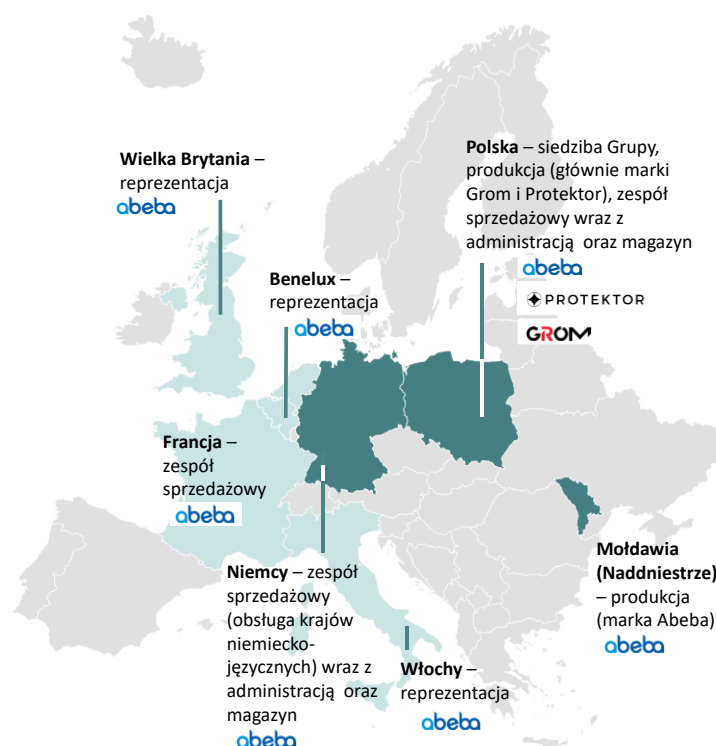 Wielka Brytania –
reprezentacja
abeba
Polska – siedziba Grupy,
produkcja (głównie marki
Grom i Protektor), zespół
sprzedażowy wraz z
administracją oraz magazyn
abeba
PROTEKTOR
GROM
Benelux –
reprezentacja
abeba
Francja –
zespół
sprzedażowy
abeba
Niemcy – zespół
sprzedażowy
(obsługa krajów
niemiecko-
języcznych) wraz z
administracją oraz
magazyn
abeba
Włochy –
reprezentacja
abeba
Mołdawia
(Naddniestrze)
– produkcja
(marka Abeba)
abeba